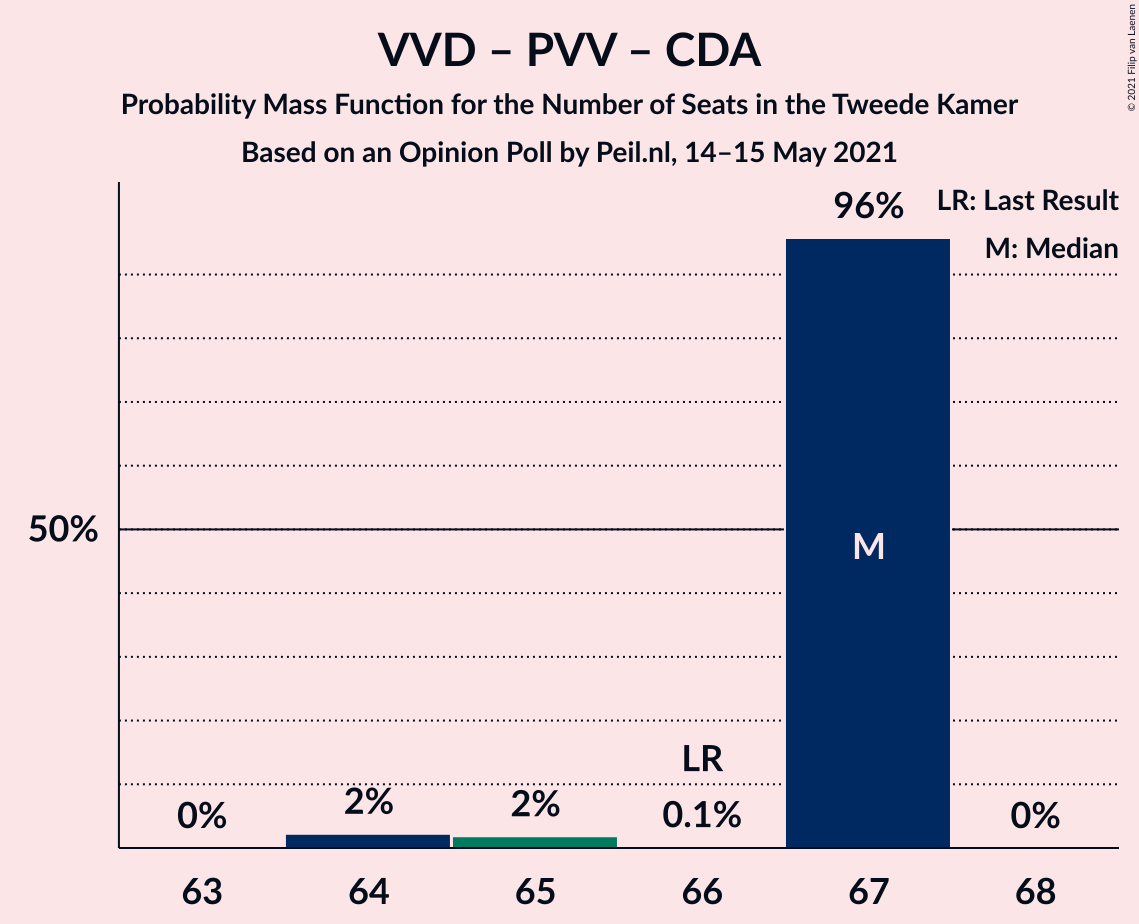 VVD – PVV – CDA
Probability Mass Function for the Number of Seats in the Tweede Kamer
Based on an Opinion Poll by Peil.nl, 14–15 May 2021
© 2021 Filip van Laenen
LR: Last Result
M: Median
50%
0%
2%
2%
LR
0.1%
96%
M
0%
63
64
65
66
67
68